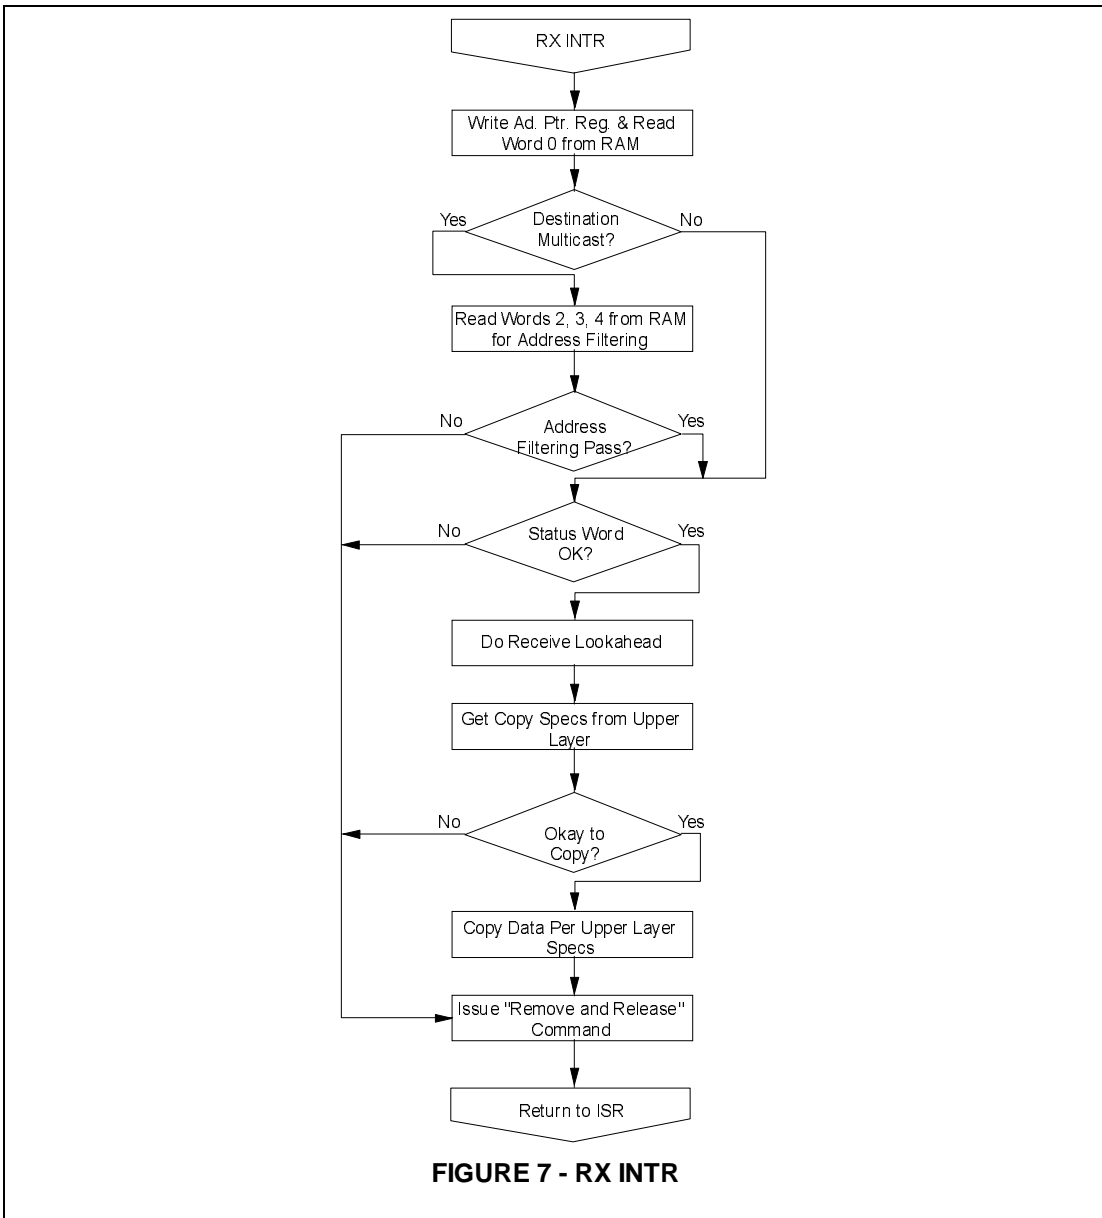 RX INTR
Write Ad. Ptr. Reg. & Read
Word 0 from RAM
Yes
Destination
Multicast?
No
Read Words 2, 3, 4 from RAM
for Address Filtering
No
Address
Filtering Pass?
Yes
No
Status Word
OK?
Yes
Do Receive Lookahead
Get Copy Specs from Upper
Layer
No
Okay to
Copy?
Yes
Copy Data Per Upper Layer
Specs
Issue "Remove and Release"
Command
Return to ISR
FIGURE 7 - RX INTR